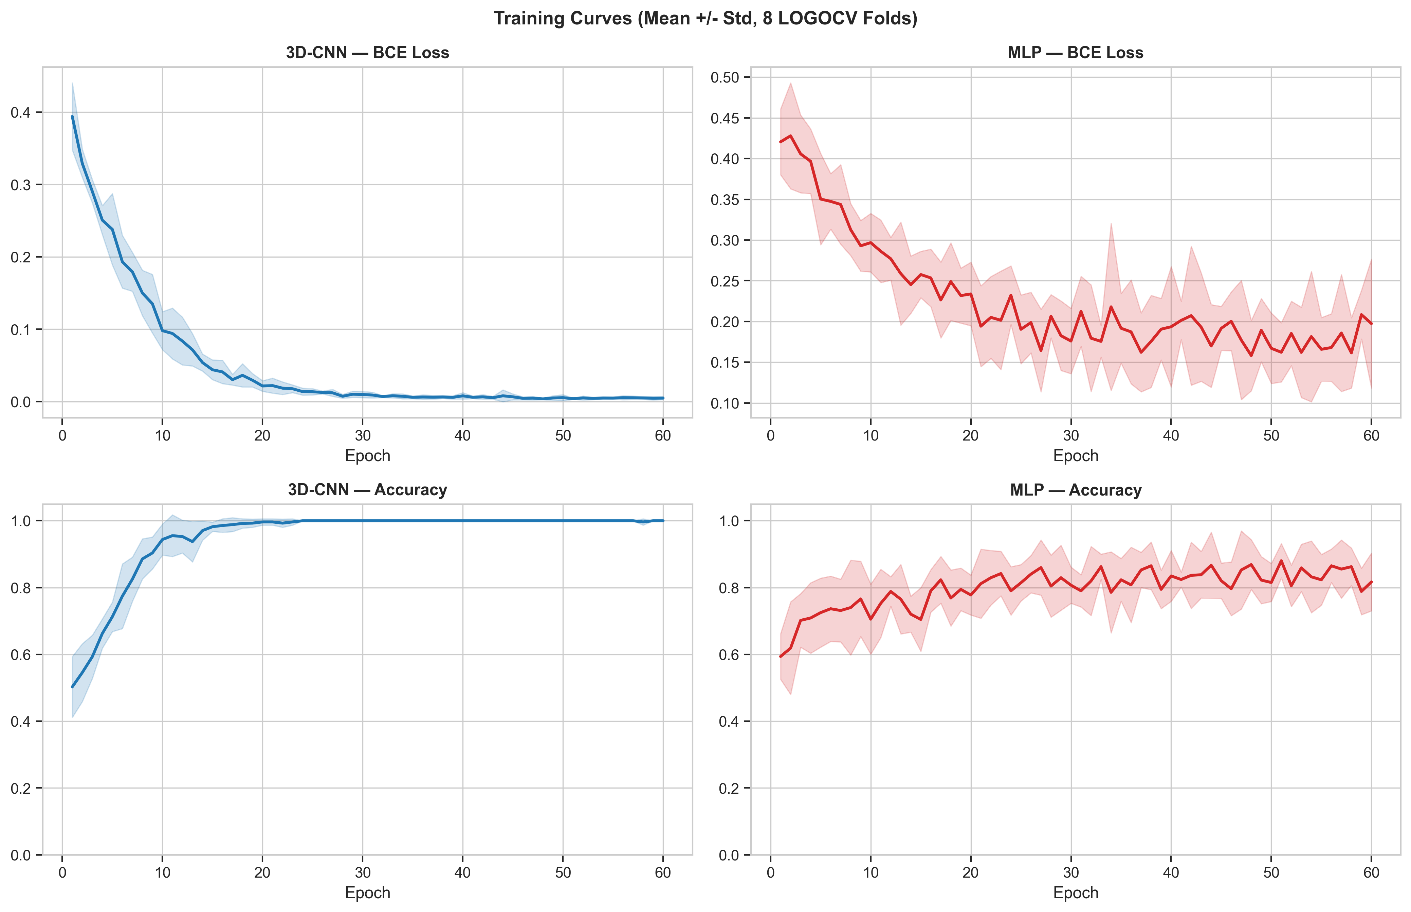 Training Curves (Mean +/- Std, 8 LOGOCV Folds)
3D-CNN — BCE Loss
0.4
0.3
0.2
0.1
0.0
0 10 20 30 40 50 60
Epoch
MLP — BCE Loss
0.50
0.45
0.40
0.35
0.30
0.25
0.20
0.15
0.10
0 10 20 30 40 50 60
Epoch
3D-CNN — Accuracy
1.0
0.8
0.6
0.4
0.2
0.0
0 10 20 30 40 50 60
Epoch
MLP — Accuracy
1.0
0.8
0.6
0.4
0.2
0.0
0 10 20 30 40 50 60
Epoch